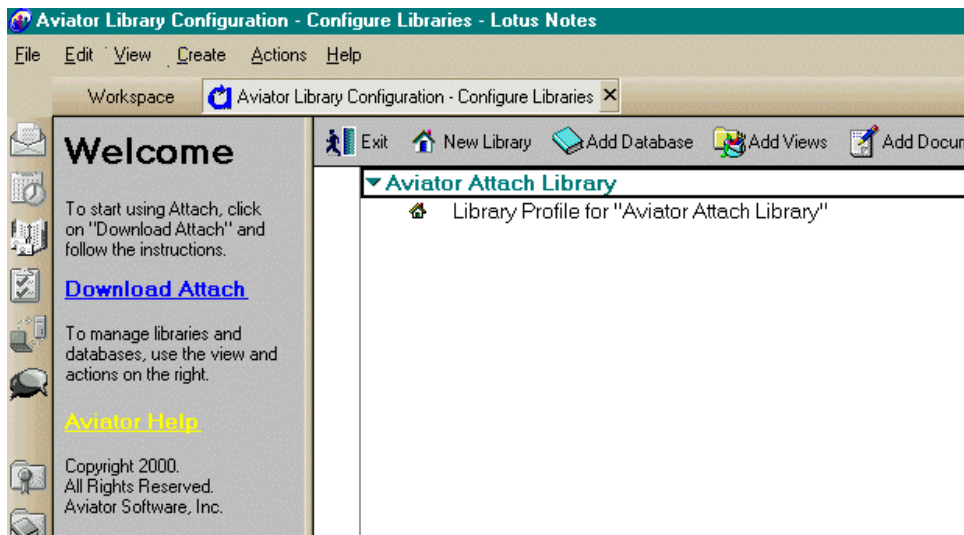 Aviator Library Configuration - Configure Libraries - Lotus Notes
File Edit View Create Actions Help
Workspace Aviator Library Configuration - Configure Libraries
Exit New Library Add Database Add Views Add Docum
Welcome
To start using Attach, click
on "Download Attach" and
follow the instructions.
Download Attach
To manage libraries and
databases, use the view and
actions on the right.
Aviator Help
Copyright 2000.
All Rights Reserved.
Aviator Software, Inc.
Aviator Attach Library
Library Profile for "Aviator Attach Library"